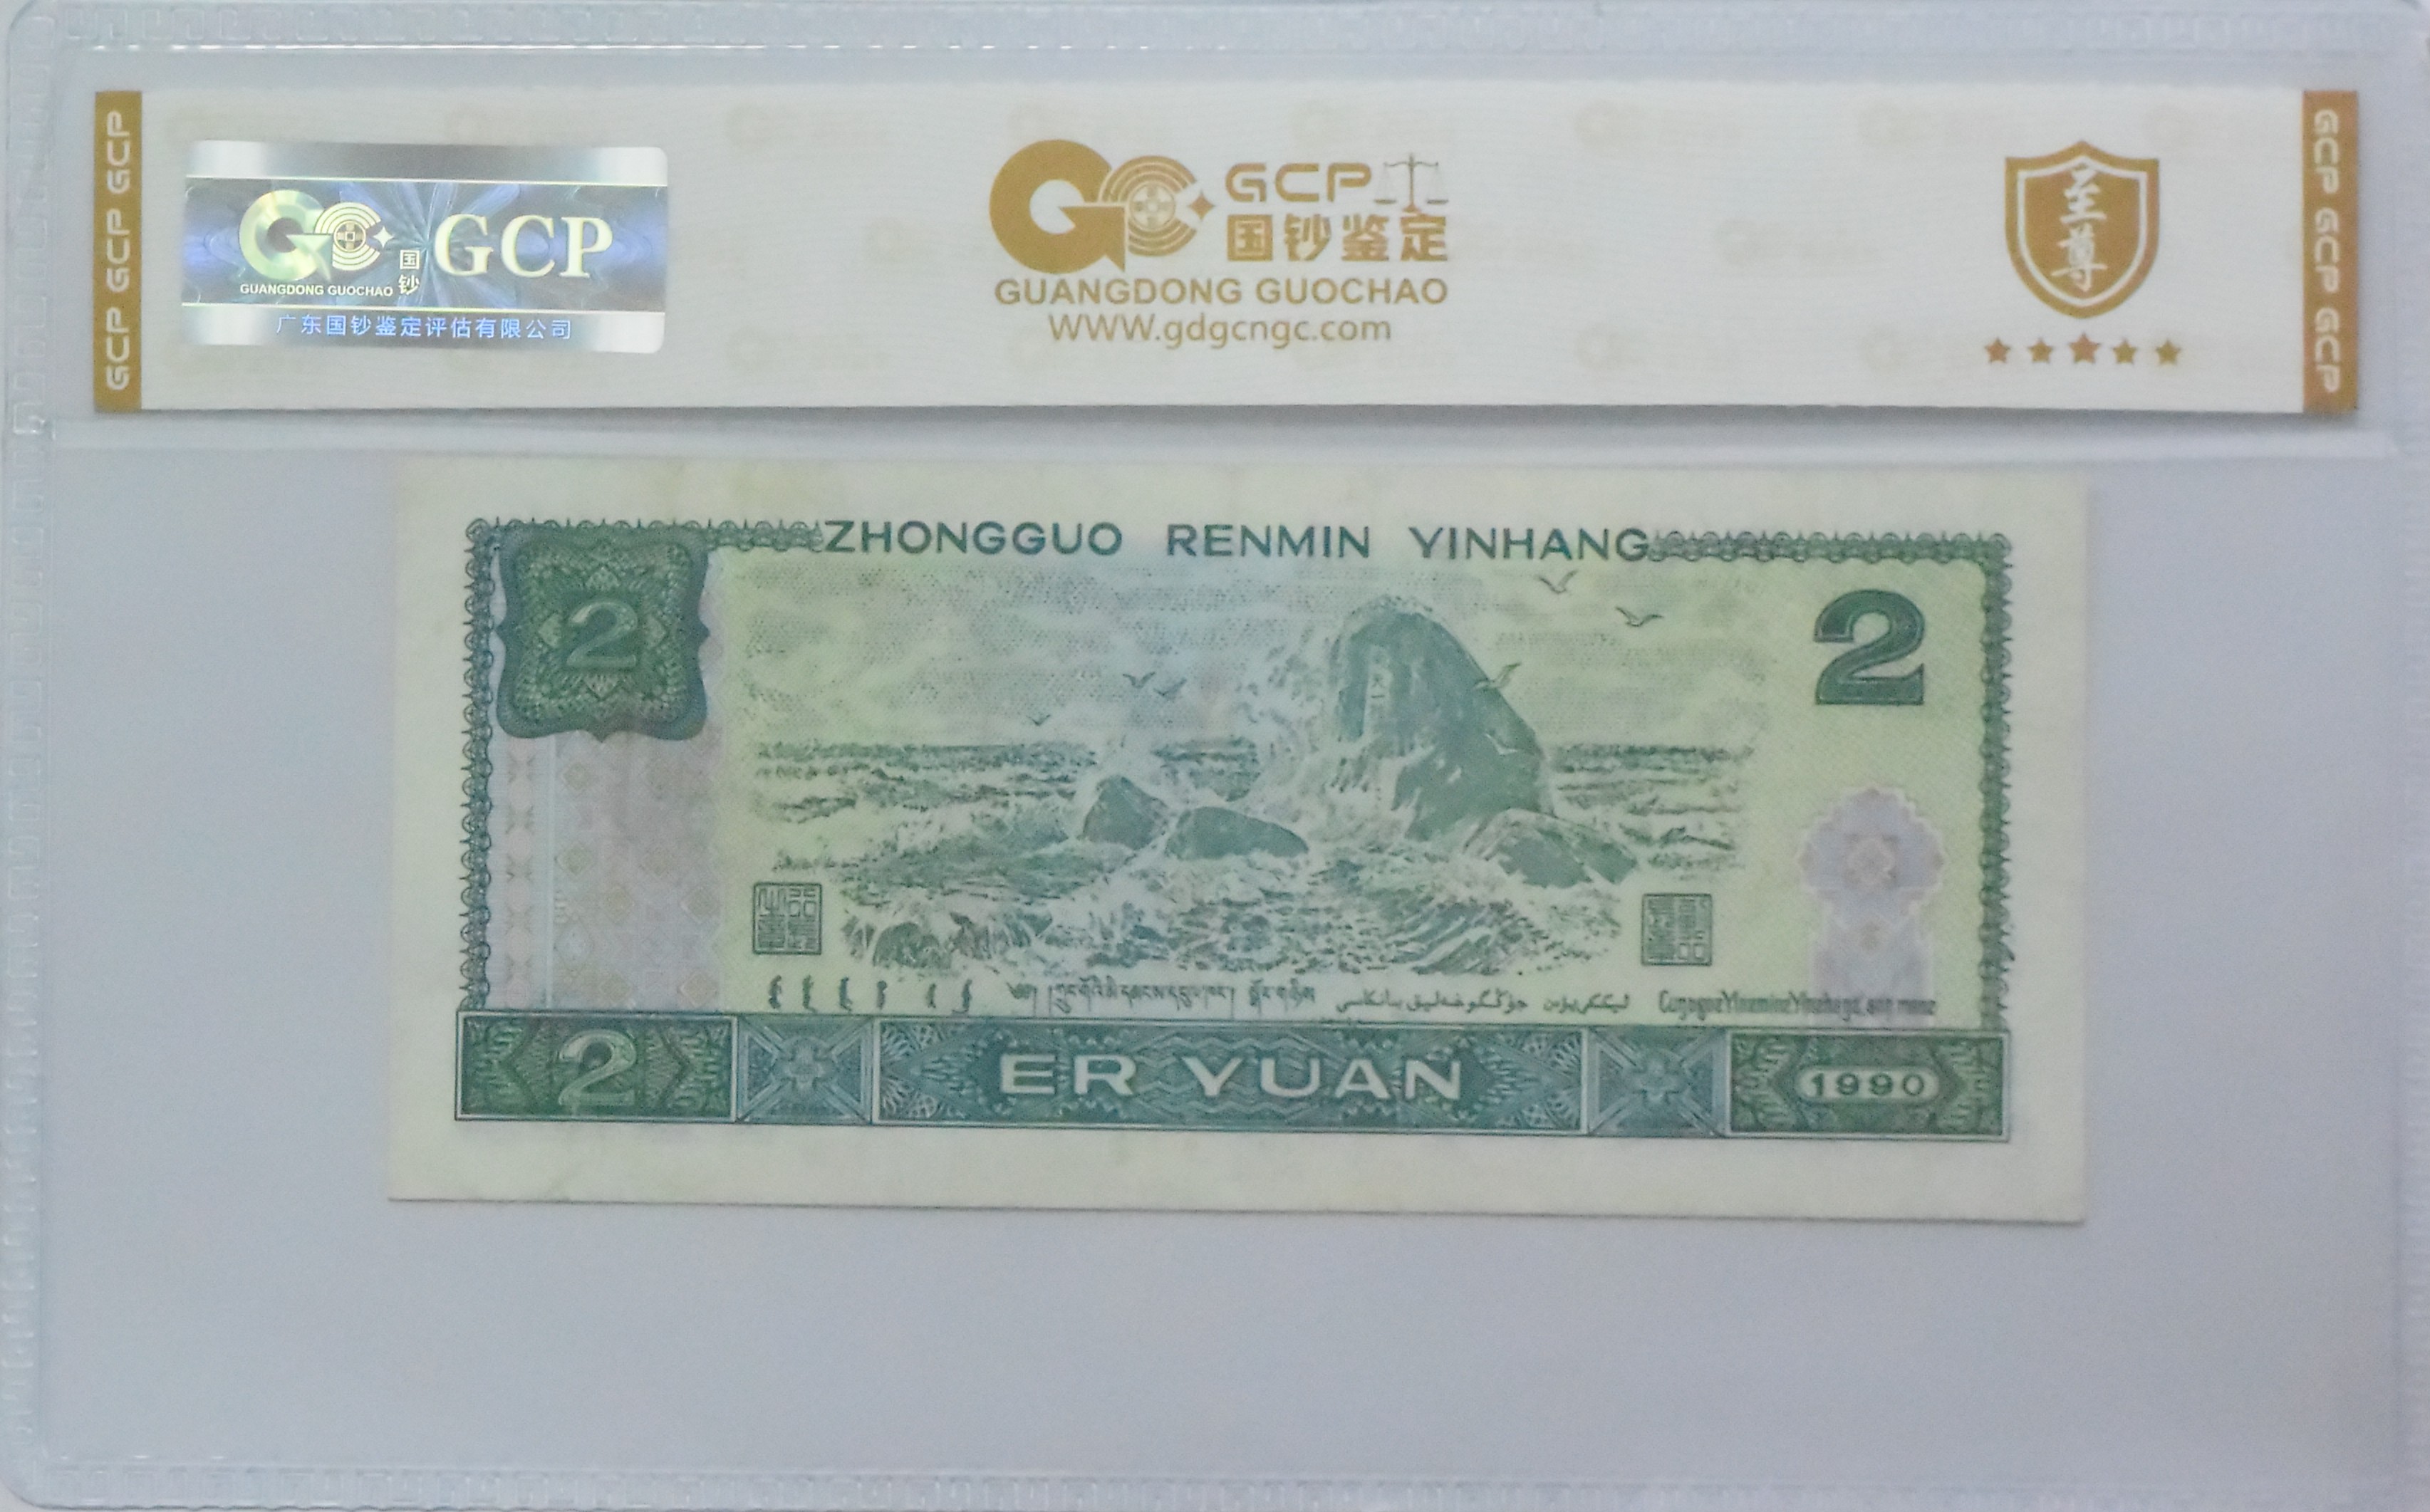 GCP GCP GCP
GCP
国
钞
GUANGDONG GUOCHAO
广东国钞鉴定评估有限公司
GCP
国钞鉴定
GUANGDONG GUOCHAO
WWW.gdgcngc.com
至
尊
GCP GCP GCP
ZHONGGUO RENMIN YINHANG
2
2
2
ER YUAN
1990